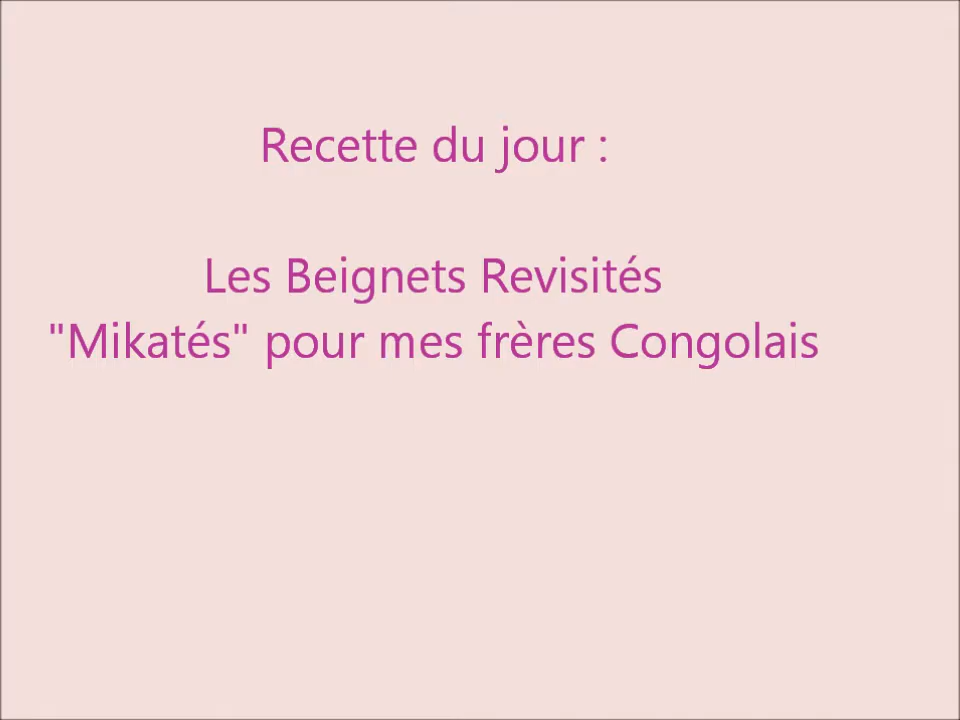 Recette du jour :
Les Beignets Revisités
"Mikatés" pour mes frères Congolais